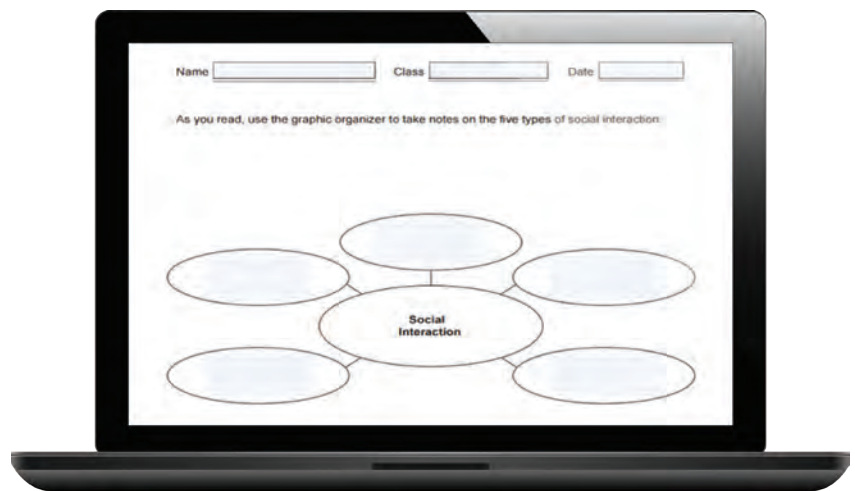 Name Class Date
As you read, use the graphic organizer to take notes on the five types of social interaction.
Social
Interaction